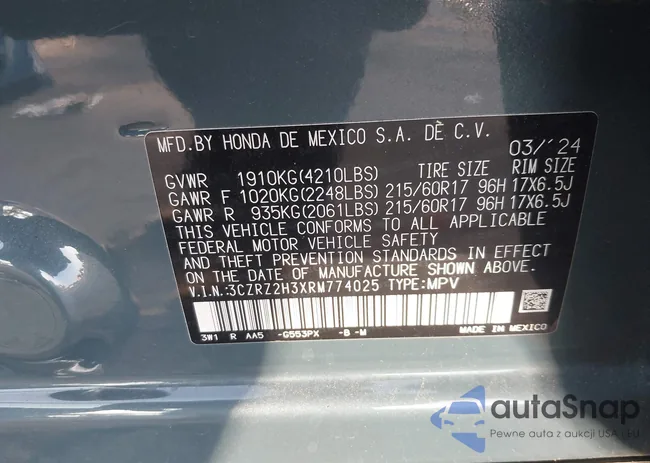 MFD.BY HONDA DE MEXICO S.A. DÈ C.V.
03/'24
GVWR 1910KG(4210LBS) TIRE SIZE RIM SIZE
GAWR F 1020KG(2248LBS) 215/60R17 96H 17X6.5J
GAWR R 935KG(2061LBS) 215/60R17 96H 17X6.5J
THIS VEHICLE CONFORMS TO ALL APPLICABLE
FEDERAL MOTOR VEHICLE SAFETY
AND THEFT PREVENTION STANDARDS IN EFFECT
ON THE DATE OF MANUFACTURE SHOWN ABOVE.
V.I.N.:3CZRZ2H3XRM774025 TYPE:MPV
3W1 R AA5 -G553PX -B -M MADE IN MEXICO
autaSnap
Pewne auta z aukcji USA i EU